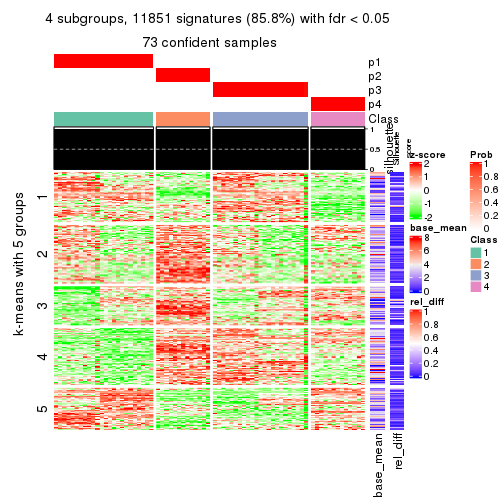 4 subgroups, 11851 signatures (85.8%) with fdr < 0.05
73 confident samples
p1
p2
p3
p4
Class
1
0.5
0
silhouette
Silhouette
score
k-means with 5 groups
1
2
3
4
5
base_mean
rel_diff
z-score
2
1
0
-1
-2
base_mean
8
6
4
2
0
rel_diff
1
0.8
0.6
0.4
0.2
0
Prob
1
0.8
0.6
0.4
0.2
0
Class
1
2
3
4